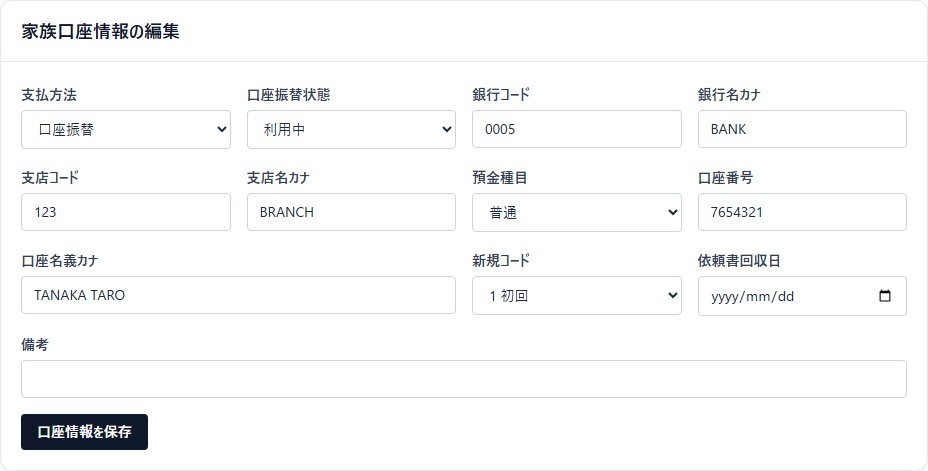 家族口座情報の編集
支払方法 口座振替状態 銀行コード 銀行名カナ
口座振替 利用中 0005 BANK
支店コード 支店名カナ 預金種目 口座番号
123 BRANCH 普通 7654321
口座名義カナ 新規コード 依頼書回収日
TANAKA TARO 1 初回 yyyy/mm/dd
備考
口座情報を保存